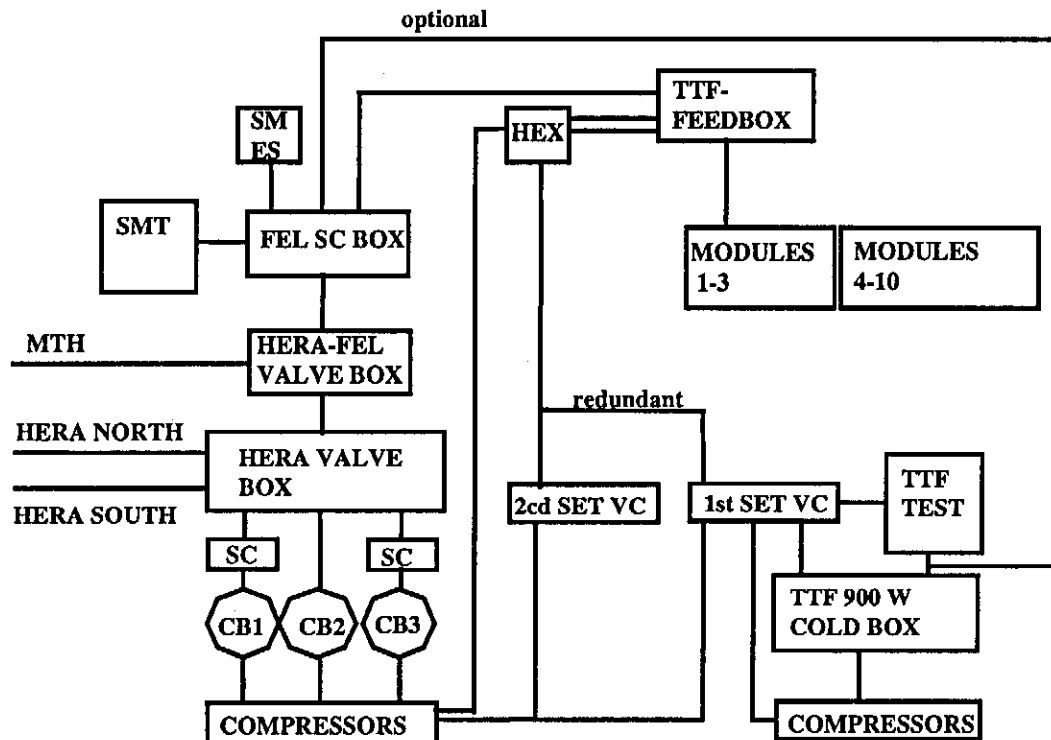 optional
TTF-
FEEDBOX
SM
ES
HEX
SMT
FEL SC BOX
MODULES
1-3
MODULES
4-10
MTH
HERA-FEL
VALVE BOX
redundant
HERA NORTH
HERA VALVE
BOX
HERA SOUTH
2cd SET VC
1st SET VC
TTF
TEST
SC
SC
TTF 900 W
COLD BOX
CB1
CB2
CB3
COMPRESSORS
COMPRESSORS